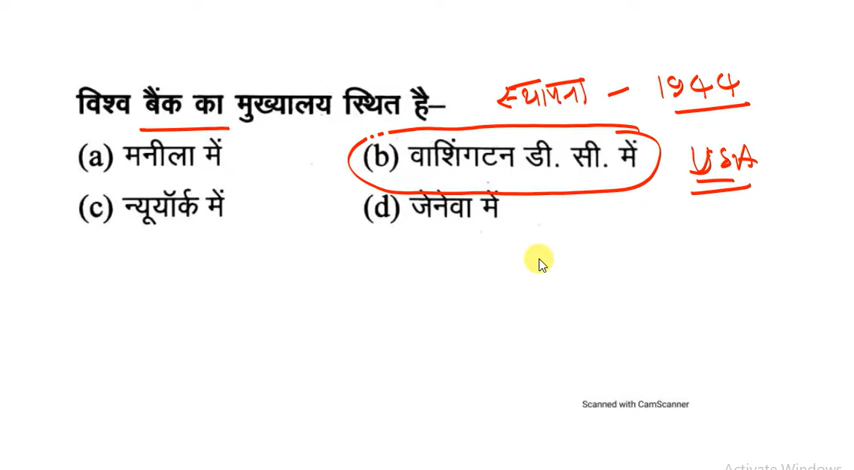 स्थापना – 1944
विश्व बैंक का मुख्यालय स्थित है–
(a) मनीला में (b) वाशिंगटन डी. सी. में USA
(c) न्यूयॉर्क में (d) जेनेवा में
Scanned with CamScanner
Activate Windows